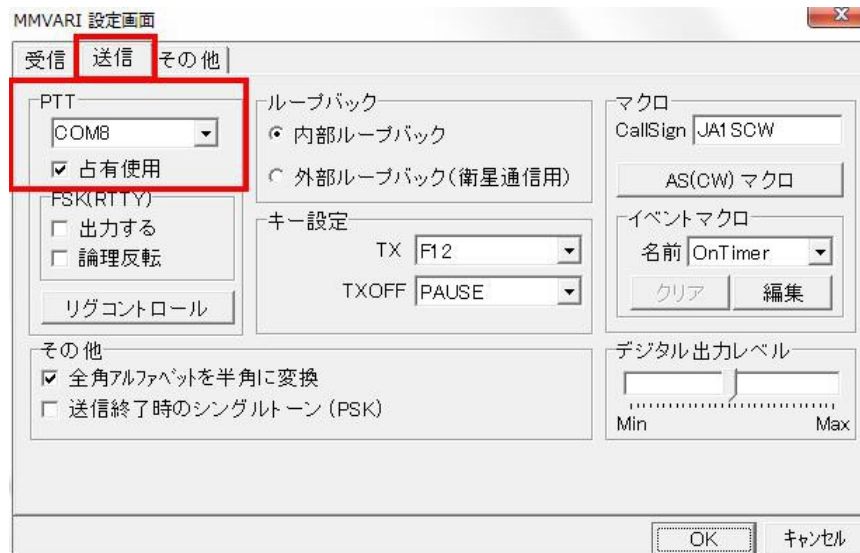 MMVARI 設定画面
受信 送信 その他
PTT
COM8
占有使用
FSK(RTTY)
出力する
論理反転
リグコントロール
ループバック
内部ループバック
外部ループバック(衛星通信用)
キー設定
TX F12
TXOFF PAUSE
マクロ
CallSign JA1SCW
AS(CW) マクロ
イベントマクロ
名前 OnTimer
クリア 編集
その他
全角アルファベットを半角に変換
送信終了時のシングルトーン (PSK)
デジタル出力レベル
Min Max
OK キャンセル